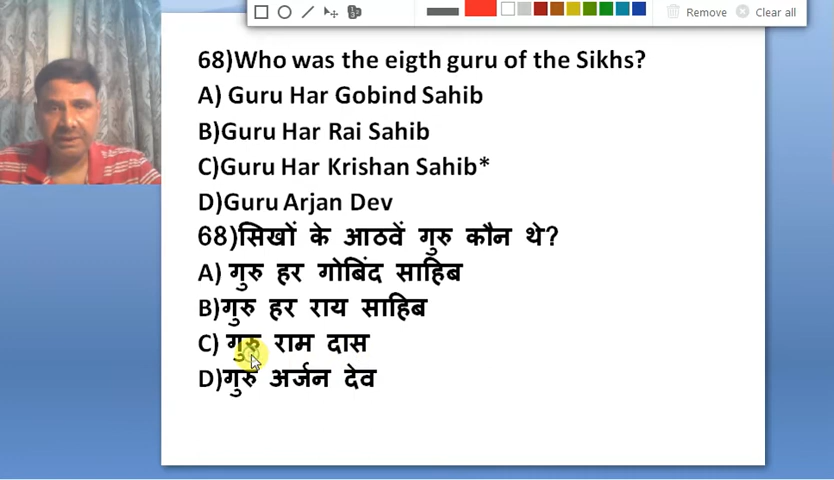 Remove
Clear all
68)Who was the eigth guru of the Sikhs?
A) Guru Har Gobind Sahib
B)Guru Har Rai Sahib
C)Guru Har Krishan Sahib*
D)Guru Arjan Dev
68)सिखों के आठवें गुरु कौन थे?
A) गुरु हर गोबिंद साहिब
B)गुरु हर राय साहिब
C) गुरु राम दास
D)गुरु अर्जन देव